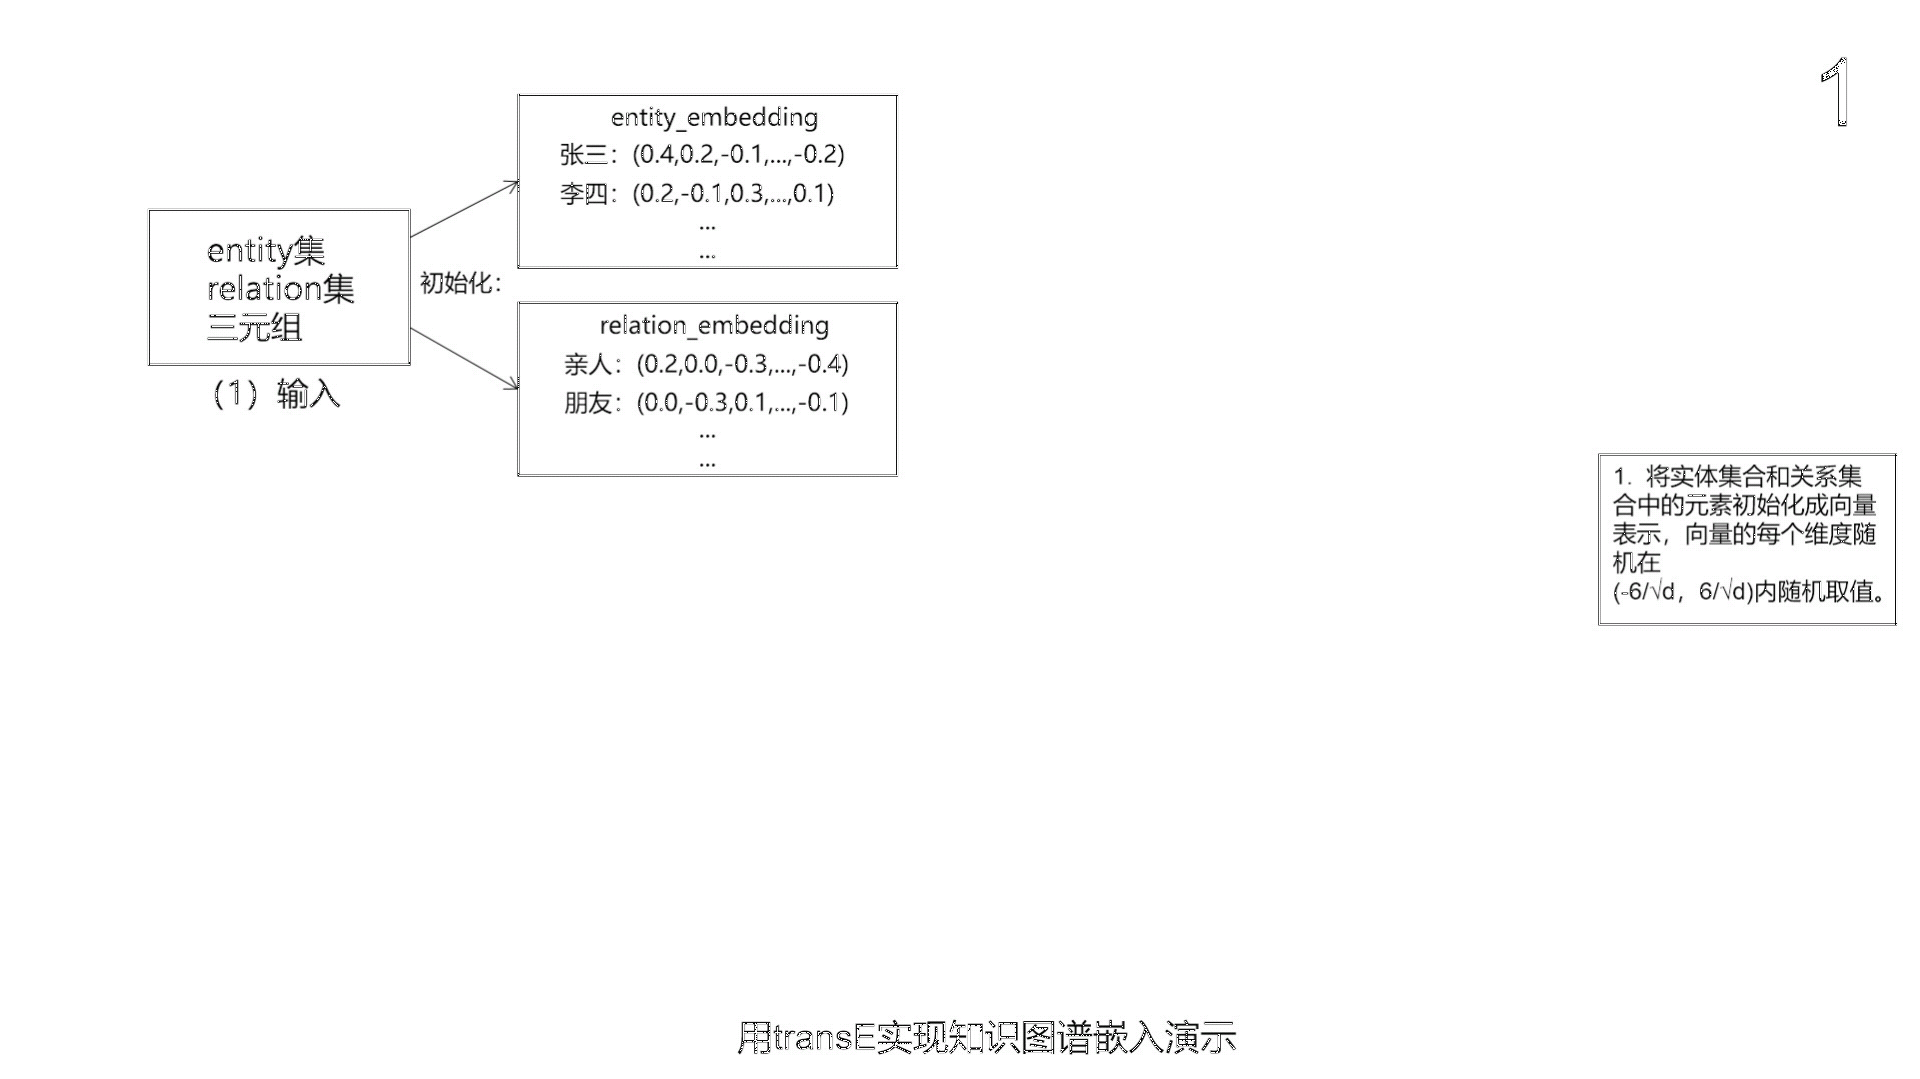 1
entity_embedding
张三：(0.4,0.2,-0.1,...,-0.2)
李四：(0.2,-0.1,0.3,...,0.1)
...
...
entity集
relation集
三元组
（1）输入
初始化：
relation_embedding
亲人：(0.2,0.0,-0.3,...,-0.4)
朋友：(0.0,-0.3,0.1,...,-0.1)
...
...
1. 将实体集合和关系集
合中的元素初始化成向量
表示，向量的每个维度随
机在
(-6/√d，6/√d)内随机取值。
用transE实现知识图谱嵌入演示